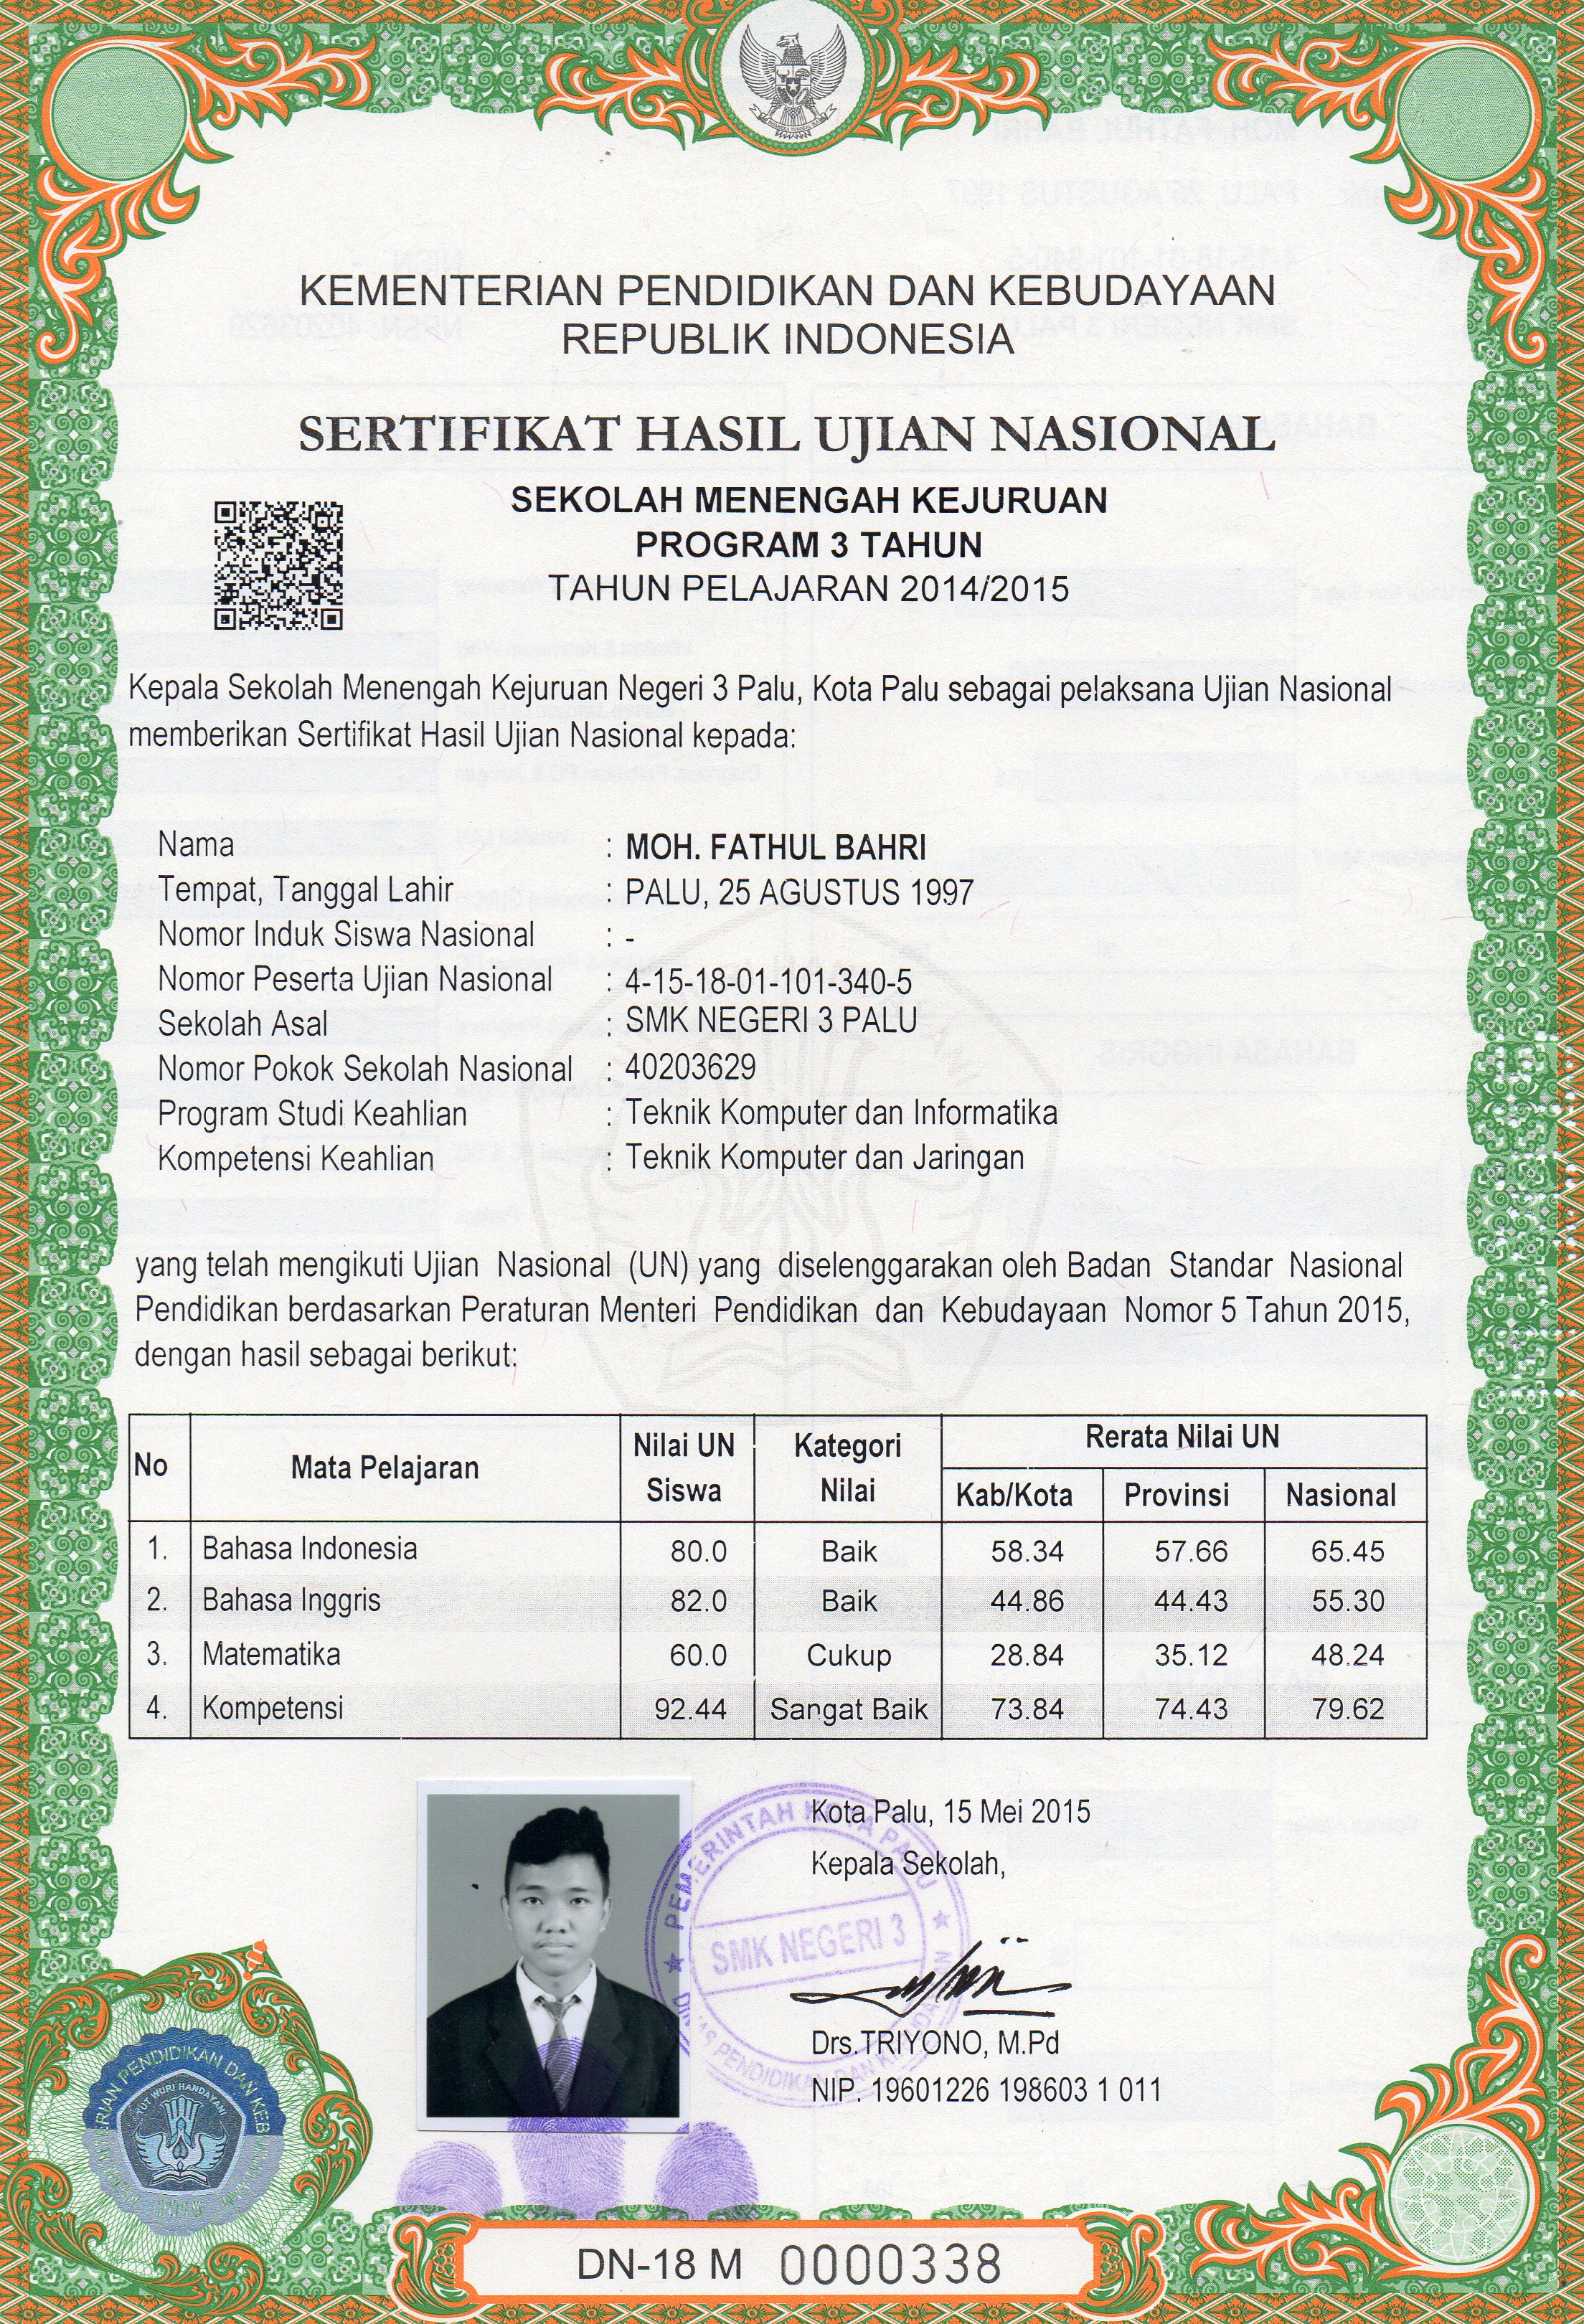 KEMENTERIAN PENDIDIKAN DAN KEBUDAYAAN
REPUBLIK INDONESIA
SERTIFIKAT HASIL UJIAN NASIONAL
SEKOLAH MENENGAH KEJURUAN
PROGRAM 3 TAHUN
TAHUN PELAJARAN 2014/2015
Kepala Sekolah Menengah Kejuruan Negeri 3 Palu, Kota Palu sebagai pelaksana Ujian Nasional
memberikan Sertifikat Hasil Ujian Nasional kepada:
Nama : MOH. FATHUL BAHRI
Tempat, Tanggal Lahir : PALU, 25 AGUSTUS 1997
Nomor Induk Siswa Nasional : -
Nomor Peserta Ujian Nasional : 4-15-18-01-101-340-5
Sekolah Asal : SMK NEGERI 3 PALU
Nomor Pokok Sekolah Nasional : 40203629
Program Studi Keahlian : Teknik Komputer dan Informatika
Kompetensi Keahlian : Teknik Komputer dan Jaringan
yang telah mengikuti Ujian Nasional (UN) yang diselenggarakan oleh Badan Standar Nasional
Pendidikan berdasarkan Peraturan Menteri Pendidikan dan Kebudayaan Nomor 5 Tahun 2015,
dengan hasil sebagai berikut:
No Mata Pelajaran Nilai UN Siswa Kategori Nilai Rerata Nilai UN
Kab/Kota Provinsi Nasional
1. Bahasa Indonesia 80.0 Baik 58.34 57.66 65.45
2. Bahasa Inggris 82.0 Baik 44.86 44.43 55.30
3. Matematika 60.0 Cukup 28.84 35.12 48.24
4. Kompetensi 92.44 Sangat Baik 73.84 74.43 79.62
Kota Palu, 15 Mei 2015
Kepala Sekolah,
PEMERINTAH KOTA PALU
SMK NEGERI 3
PENDIDIKAN DAN
Drs.TRIYONO, M.Pd
NIP. 19601226 198603 1 011
PENDIDIKAN DAN KEB
TUT WURI HANDAYANI
DN-18 M 0000338